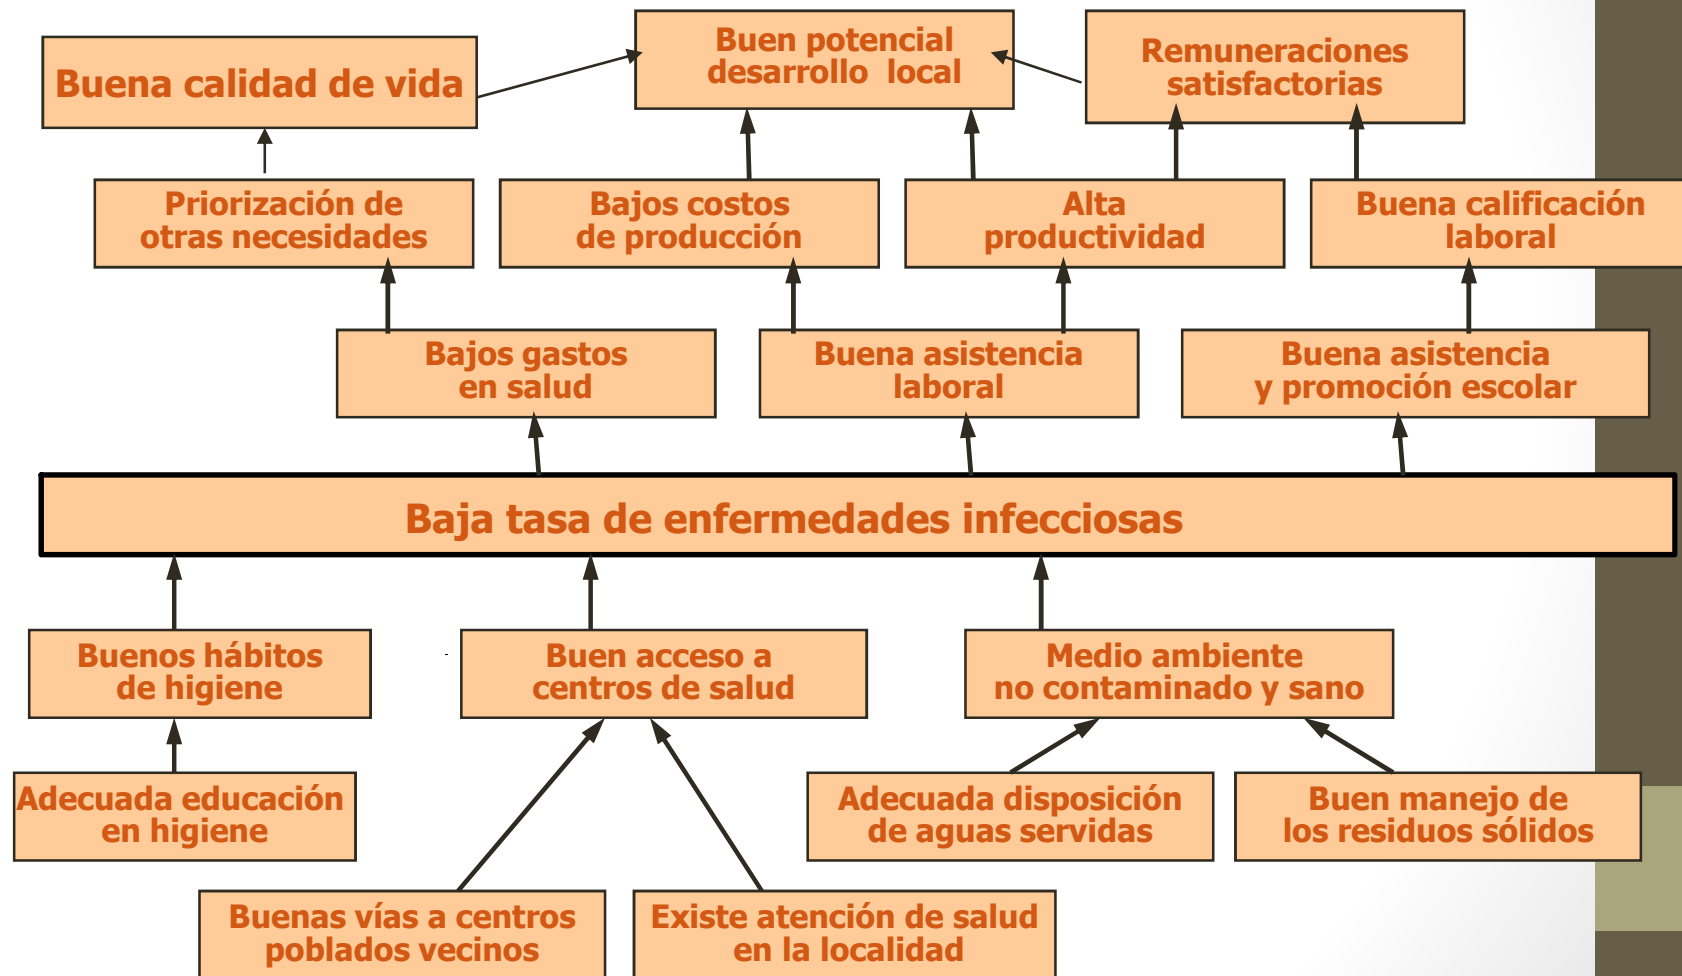 Buena calidad de vida
Buen potencial
desarrollo local
Remuneraciones
satisfactorias
Priorización de
otras necesidades
Bajos costos
de producción
Alta
productividad
Buena calificación
laboral
Bajos gastos
en salud
Buena asistencia
laboral
Buena asistencia
y promoción escolar
Baja tasa de enfermedades infecciosas
Buenos hábitos
de higiene
Buen acceso a
centros de salud
Medio ambiente
no contaminado y sano
Adecuada educación
en higiene
Adecuada disposición
de aguas servidas
Buen manejo de
los residuos sólidos
Buenas vías a centros
poblados vecinos
Existe atención de salud
en la localidad